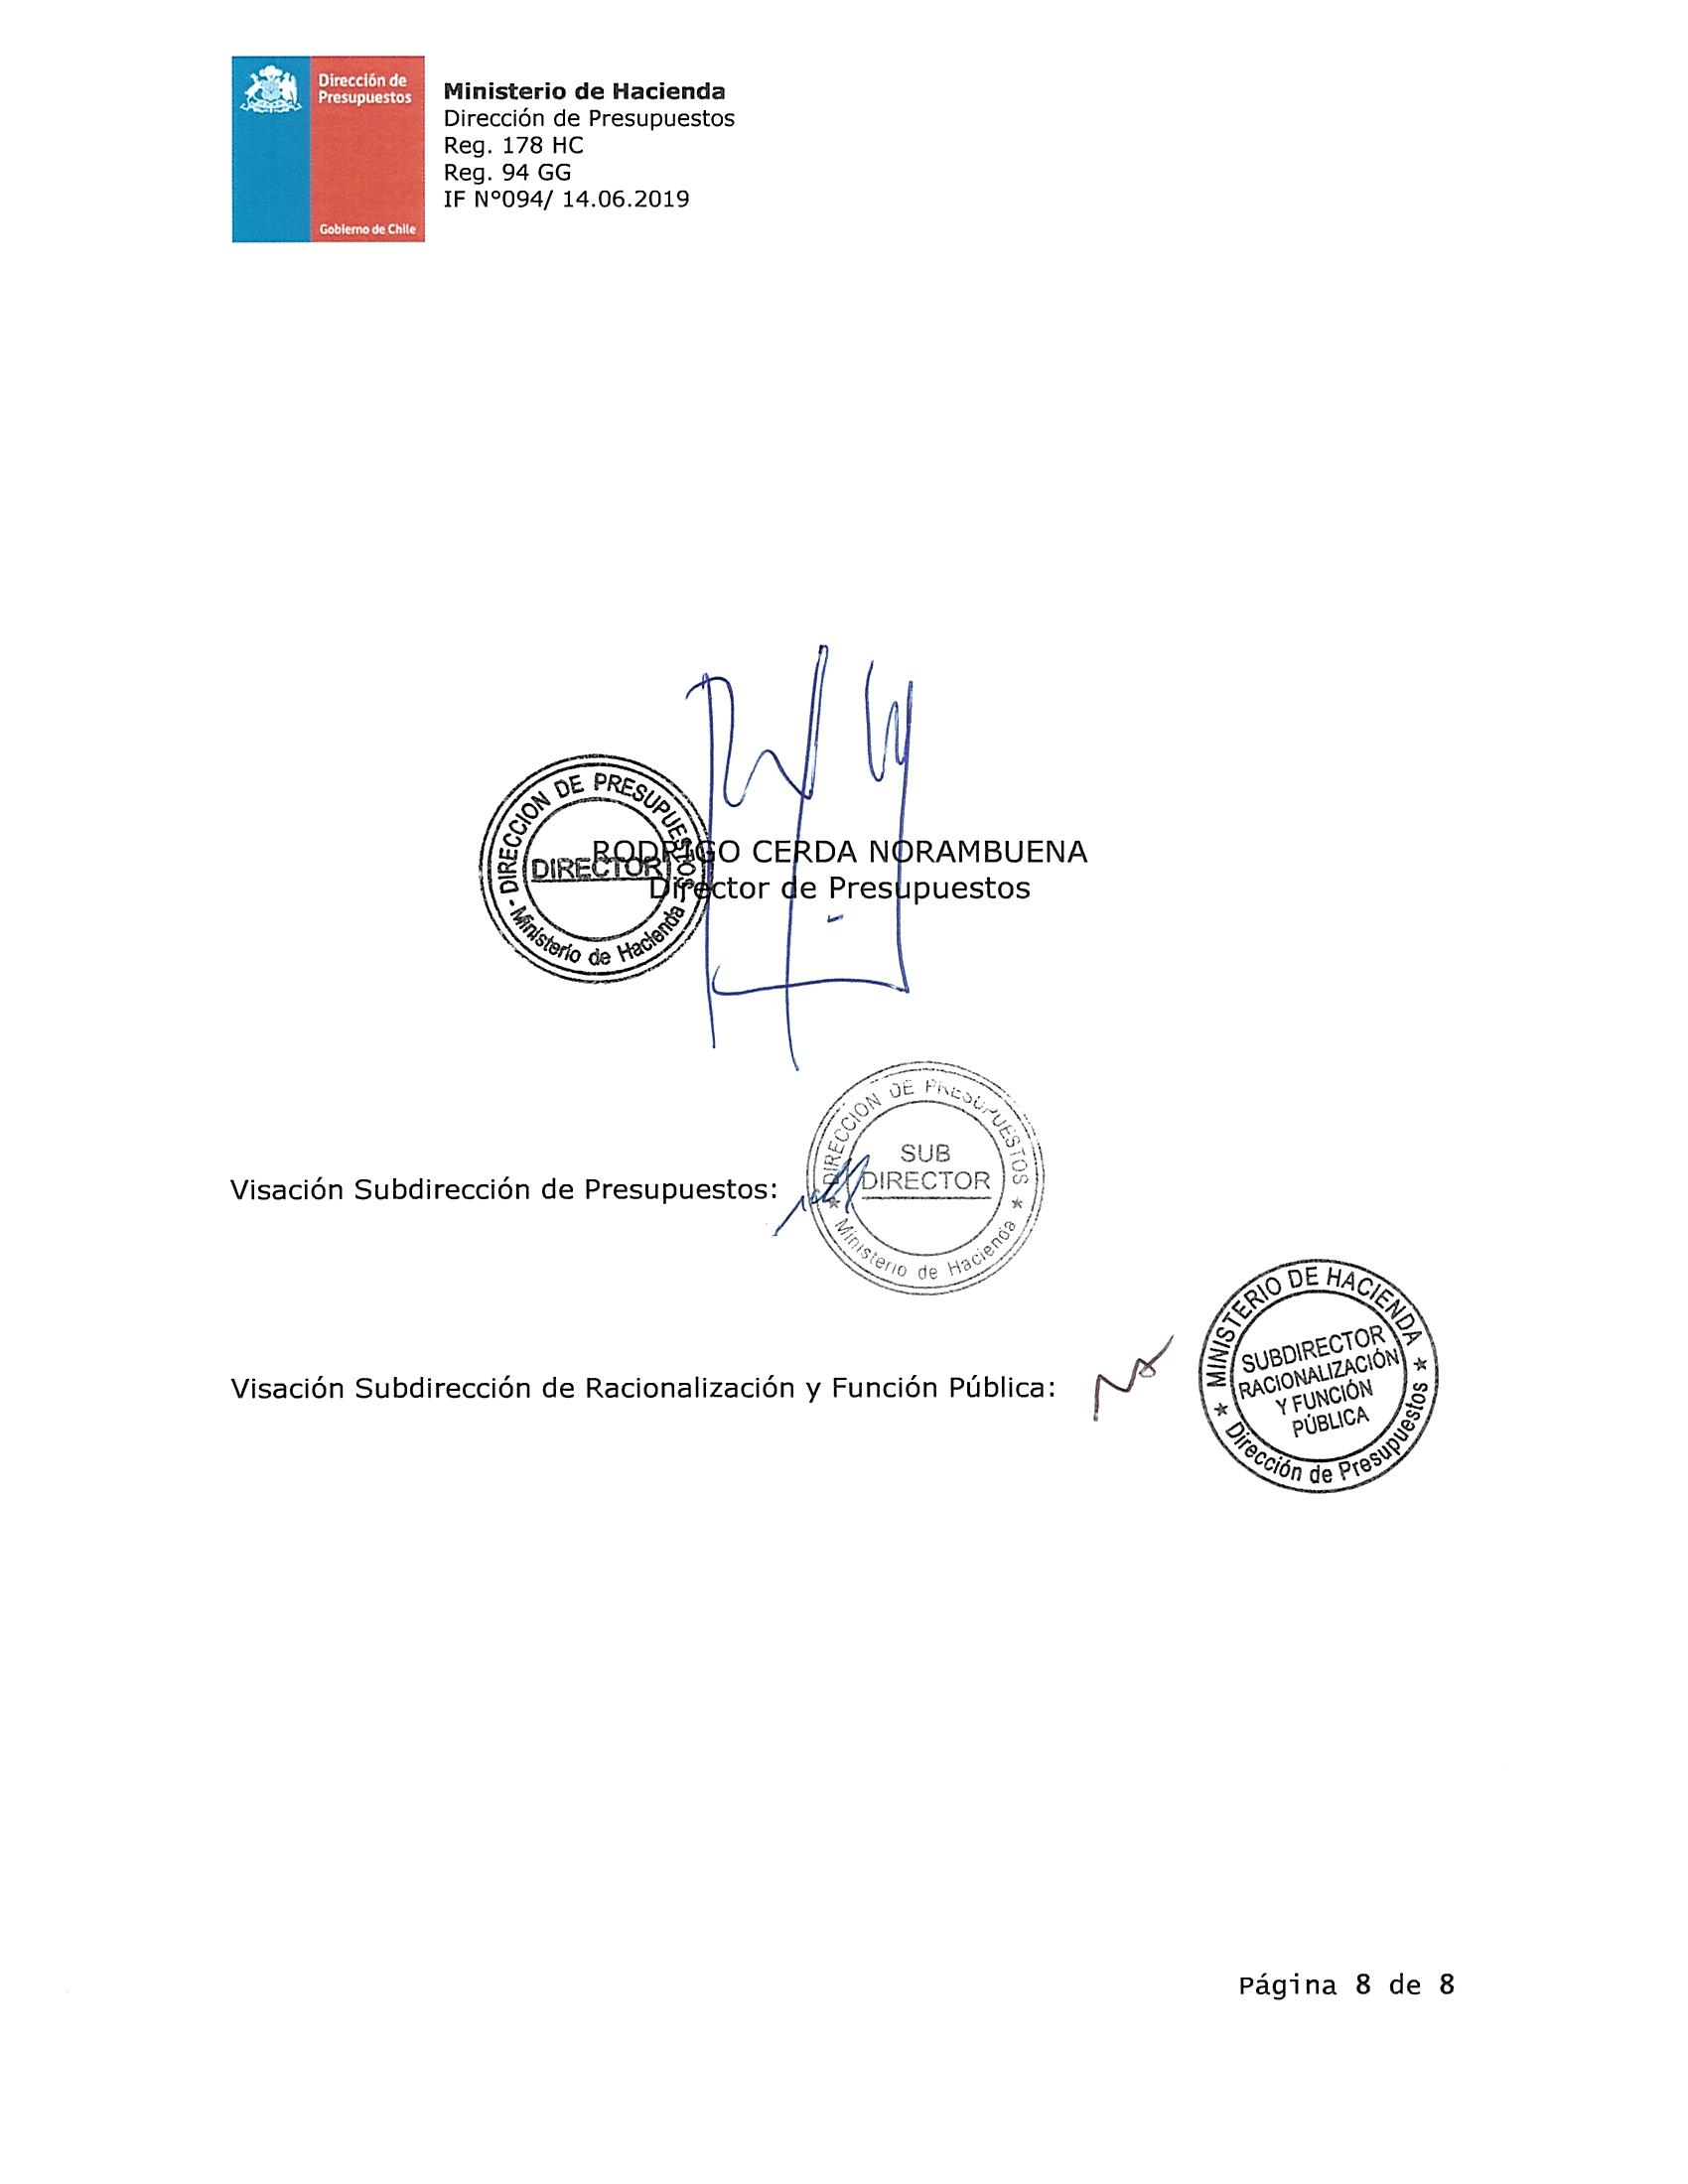 Dirección de
Presupuestos
Gobierno de Chile
Ministerio de Hacienda
Dirección de Presupuestos
Reg. 178 HC
Reg. 94 GG
IF N°094/ 14.06.2019
DIRECCION DE PRESUPUESTOS
DIRECTOR
- Ministerio de Hacienda -
RODRIGO CERDA NORAMBUENA
Director de Presupuestos
Visación Subdirección de Presupuestos:
DIRECCION DE PRESUPUESTOS
SUB
DIRECTOR
★ Ministerio de Hacienda ★
Visación Subdirección de Racionalización y Función Pública:
MINISTERIO DE HACIENDA
SUBDIRECTOR
RACIONALIZACIÓN
Y FUNCIÓN
PÚBLICA
★ Dirección de Presupuestos ★
Página 8 de 8